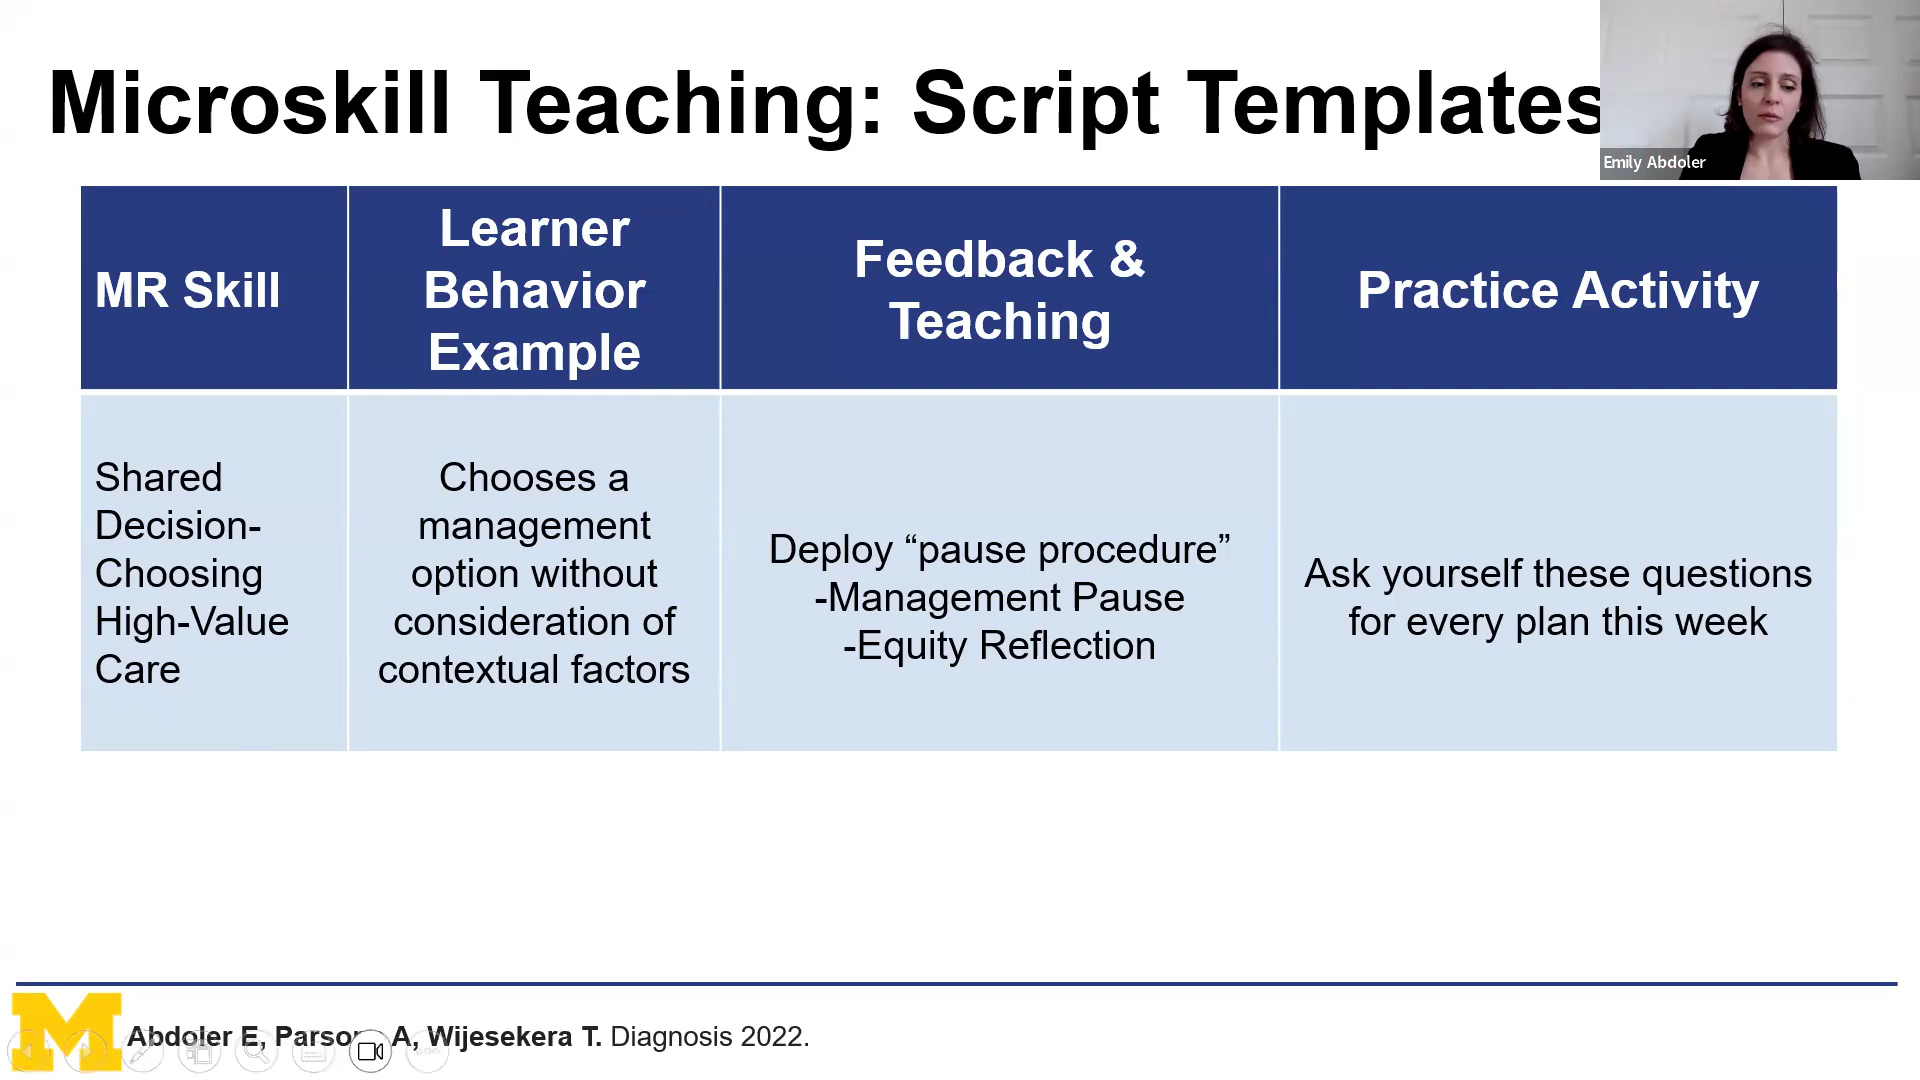 Microskill Teaching: Script Templates
Emily Abdoler
MR Skill
Learner
Behavior
Example
Feedback &
Teaching
Practice Activity
Shared
Decision-
Choosing
High-Value
Care
Chooses a
management
option without
consideration of
contextual factors
Deploy “pause procedure”
-Management Pause
-Equity Reflection
Ask yourself these questions
for every plan this week
M
Abdoler E, Parsons A, Wijesekera T. Diagnosis 2022.